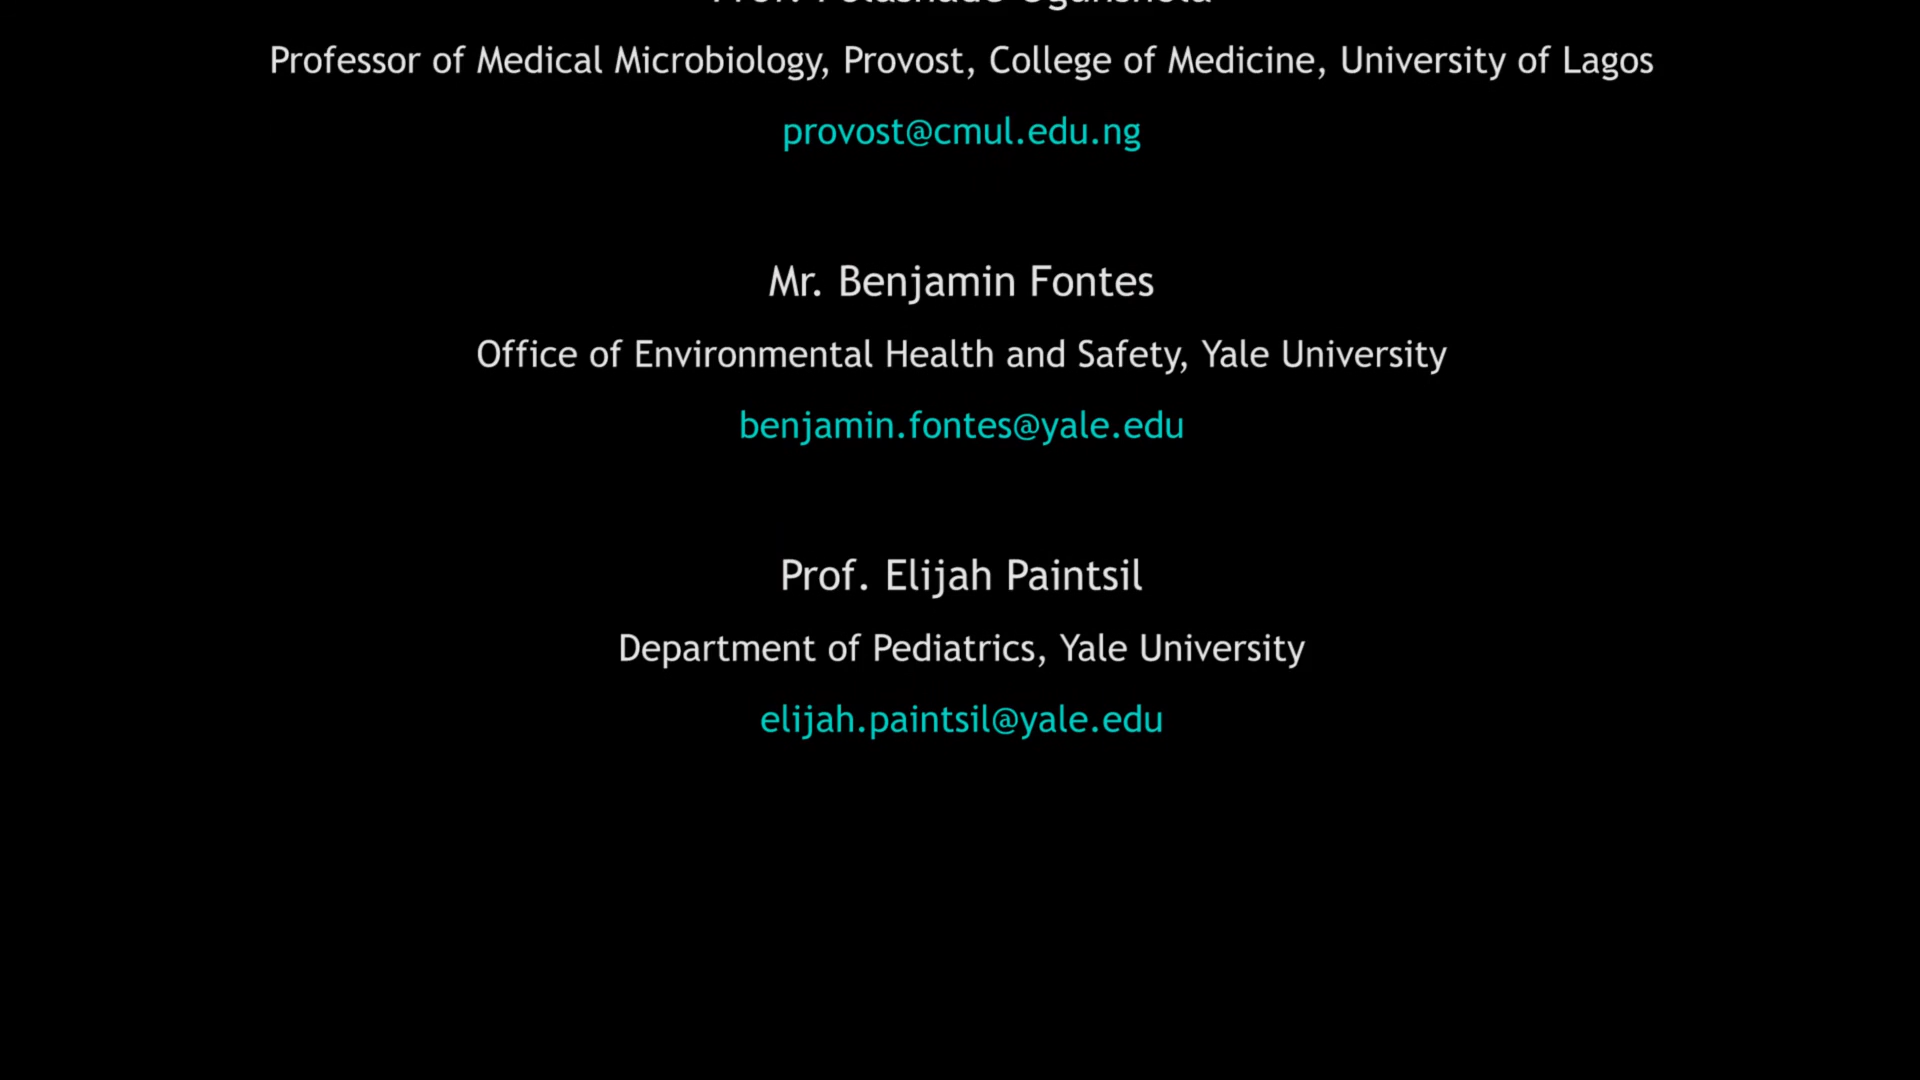 Professor of Medical Microbiology, Provost, College of Medicine, University of Lagos
provost@cmul.edu.ng
Mr. Benjamin Fontes
Office of Environmental Health and Safety, Yale University
benjamin.fontes@yale.edu
Prof. Elijah Paintsil
Department of Pediatrics, Yale University
elijah.paintsil@yale.edu